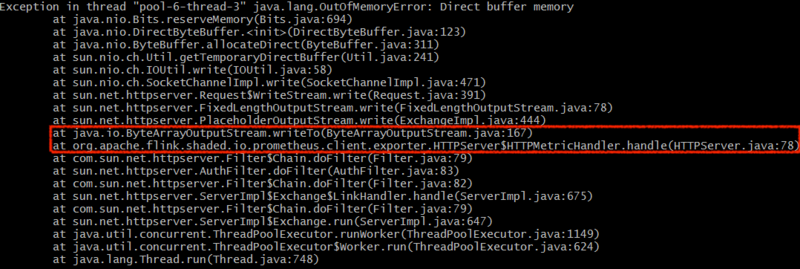 Exception in thread "pool-6-thread-3" java.lang.OutOfMemoryError: Direct buffer memory
at java.nio.Bits.reserveMemory(Bits.java:694)
at java.nio.DirectByteBuffer.<init>(DirectByteBuffer.java:123)
at java.nio.ByteBuffer.allocateDirect(ByteBuffer.java:311)
at sun.nio.ch.Util.getTemporaryDirectBuffer(Util.java:241)
at sun.nio.ch.IOUtil.write(IOUtil.java:58)
at sun.nio.ch.SocketChannelImpl.write(SocketChannelImpl.java:471)
at sun.net.httpserver.Request$WriteStream.write(Request.java:391)
at sun.net.httpserver.FixedLengthOutputStream.write(FixedLengthOutputStream.java:78)
at sun.net.httpserver.PlaceholderOutputStream.write(ExchangeImpl.java:444)
at java.io.ByteArrayOutputStream.writeTo(ByteArrayOutputStream.java:167)
at org.apache.flink.shaded.io.prometheus.client.exporter.HTTPServer$HTTPMetricHandler.handle(HTTPServer.java:78)
at com.sun.net.httpserver.Filter$Chain.doFilter(Filter.java:79)
at sun.net.httpserver.AuthFilter.doFilter(AuthFilter.java:83)
at com.sun.net.httpserver.Filter$Chain.doFilter(Filter.java:82)
at sun.net.httpserver.ServerImpl$Exchange$LinkHandler.handle(ServerImpl.java:675)
at com.sun.net.httpserver.Filter$Chain.doFilter(Filter.java:79)
at sun.net.httpserver.ServerImpl$Exchange.run(ServerImpl.java:647)
at java.util.concurrent.ThreadPoolExecutor.runWorker(ThreadPoolExecutor.java:1149)
at java.util.concurrent.ThreadPoolExecutor$Worker.run(ThreadPoolExecutor.java:624)
at java.lang.Thread.run(Thread.java:748)